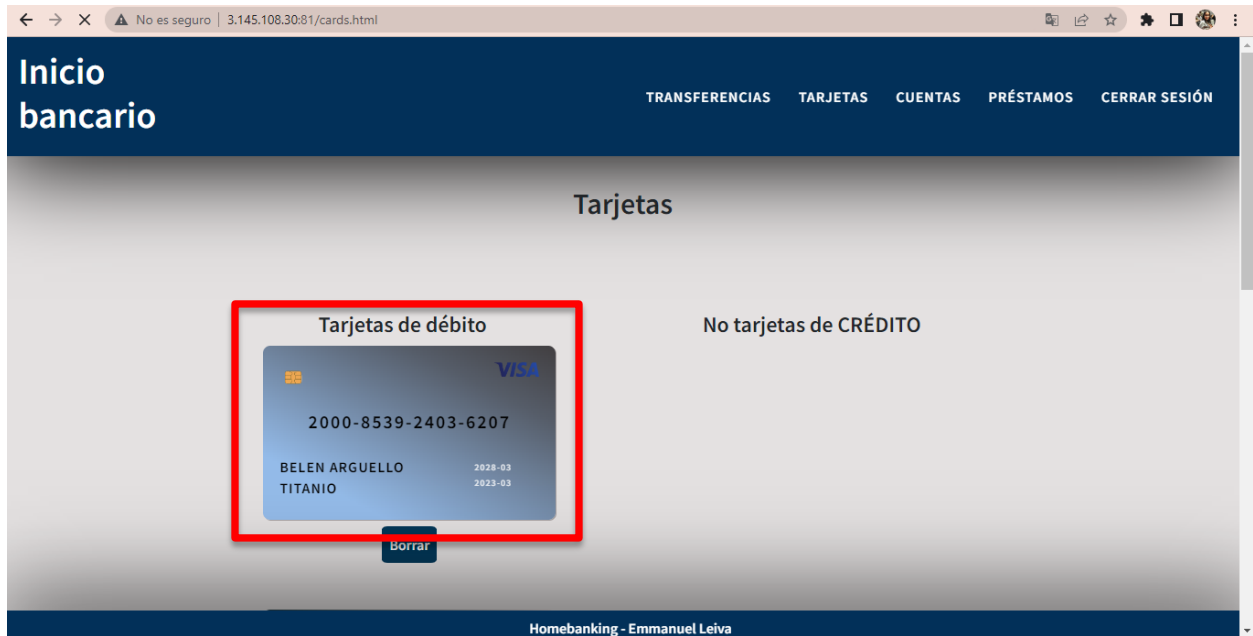 No es seguro | 3.145.108.30:81/cards.html
Inicio
bancario
TRANSFERENCIAS TARJETAS CUENTAS PRÉSTAMOS CERRAR SESIÓN
Tarjetas
Tarjetas de débito
VISA
2000-8539-2403-6207
BELEN ARGUELLO 2028-03
TITANIO 2023-03
Borrar
No tarjetas de CRÉDITO
Homebanking - Emmanuel Leiva